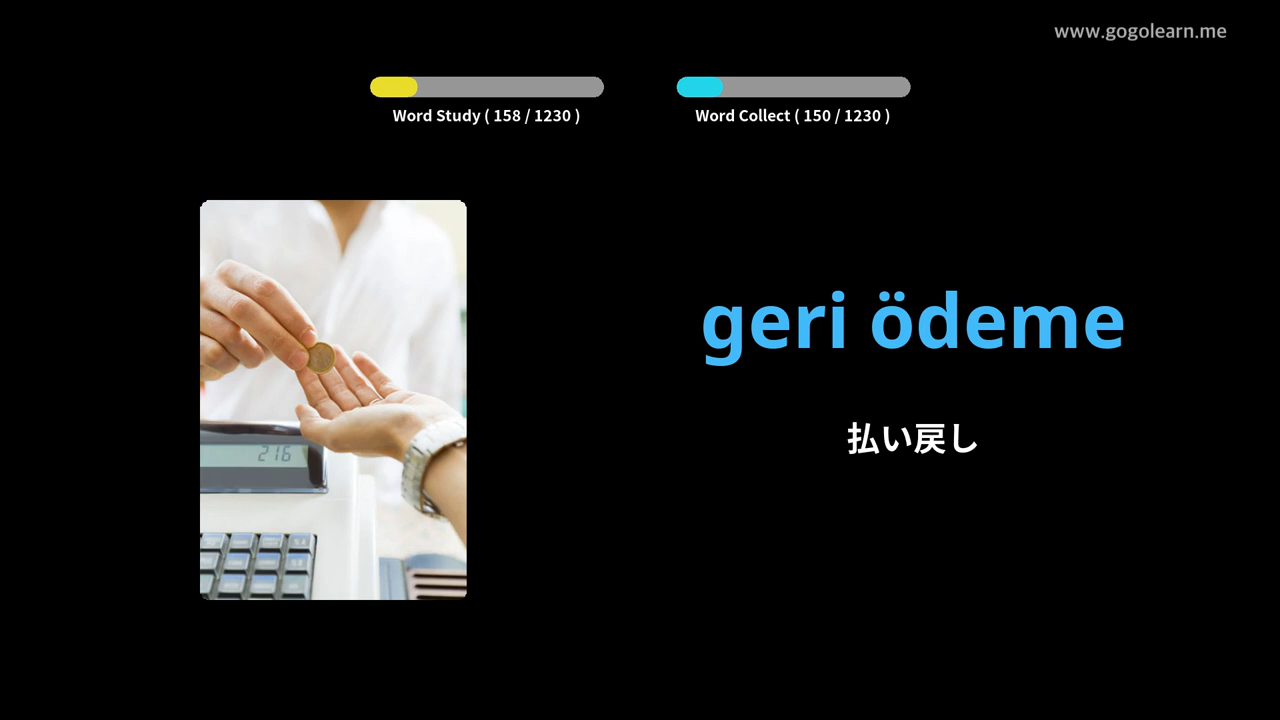 www.gogolearn.me
Word Study ( 158 / 1230 )
Word Collect ( 150 / 1230 )
geri ödeme
払い戻し
216